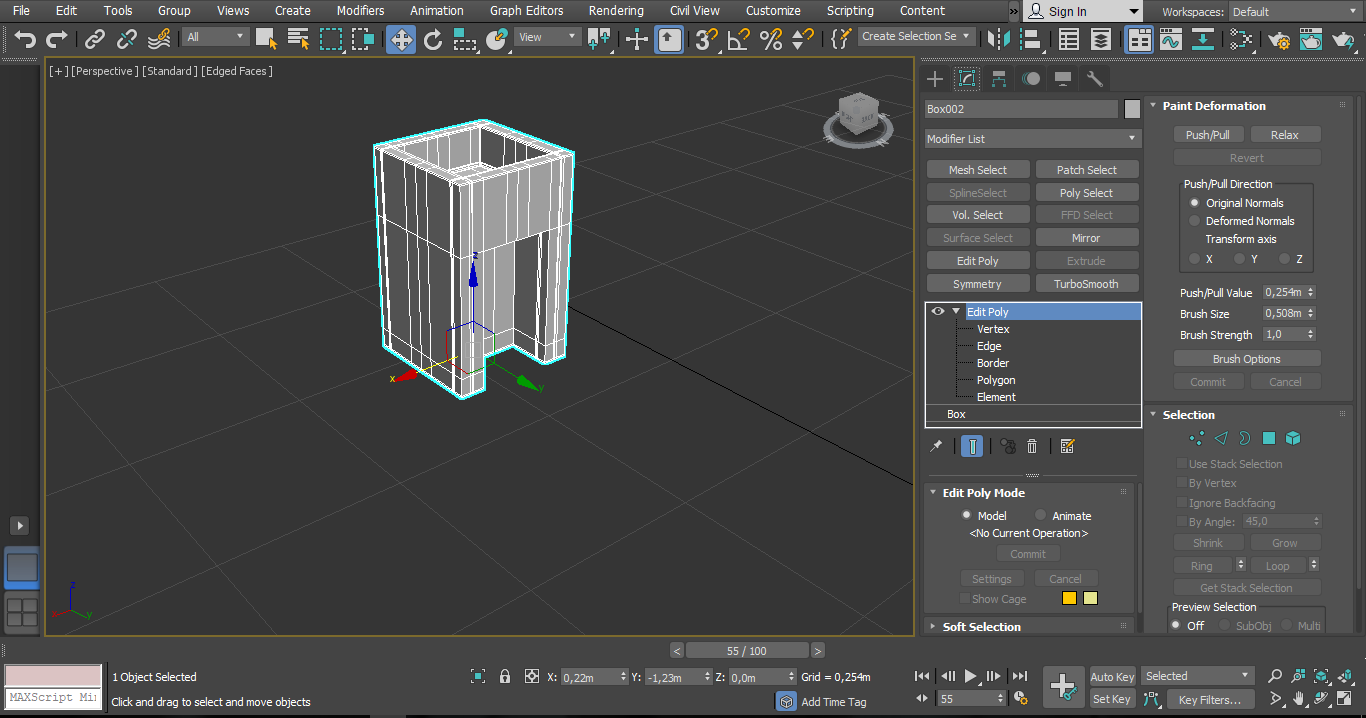 File Edit Tools Group Views Create Modifiers Animation Graph Editors Rendering Civil View Customize Scripting Content » Sign In Workspaces: Default
All View 3 Create Selection Se
[+] [Perspective] [Standard] [Edged Faces]
Box002
Modifier List
Mesh Select Patch Select
SplineSelect Poly Select
Vol. Select FFD Select
Surface Select Mirror
Edit Poly Extrude
Symmetry TurboSmooth
Edit Poly
Vertex
Edge
Border
Polygon
Element
Box
Edit Poly Mode
Model Animate
<No Current Operation>
Commit
Settings Cancel
Show Cage
Soft Selection
Paint Deformation
Push/Pull Relax
Revert
Push/Pull Direction
Original Normals
Deformed Normals
Transform axis
X Y Z
Push/Pull Value 0,254m
Brush Size 0,508m
Brush Strength 1,0
Brush Options
Commit Cancel
Selection
Use Stack Selection
By Vertex
Ignore Backfacing
By Angle: 45,0
Shrink Grow
Ring Loop
Get Stack Selection
Preview Selection
Off SubObj Multi
z
x
y
z
y
< 55 / 100 >
1 Object Selected X: 0,22m Y: -1,23m Z: 0,0m Grid = 0,254m Auto Key Selected
MAXScript Mi
Click and drag to select and move objects Add Time Tag 55 Set Key Key Filters...